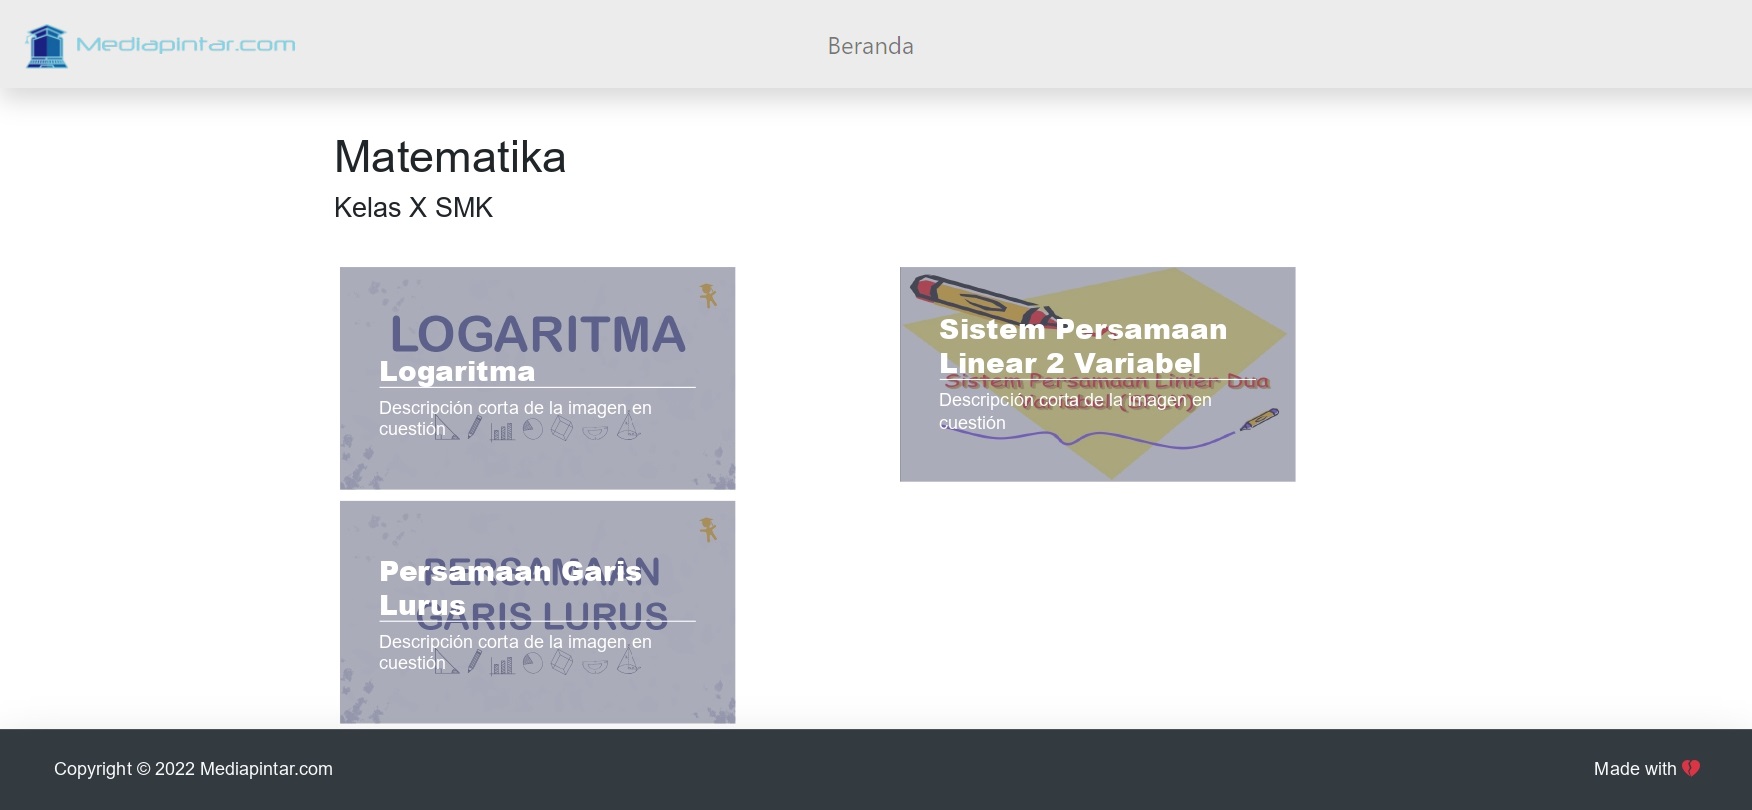 Mediapintar.com
Beranda
Matematika
Kelas X SMK
LOGARITMA
Logaritma
Descripción corta de la imagen en
cuestión
Sistem Persamaan
Linear 2 Variabel
Sistem Persamaan Linier Dua
Variabel
Descripción corta de la imagen en
cuestión
PERSAMAAN
GARIS LURUS
Persamaan Garis
Lurus
Descripción corta de la imagen en
cuestión
Copyright © 2022 Mediapintar.com
Made with